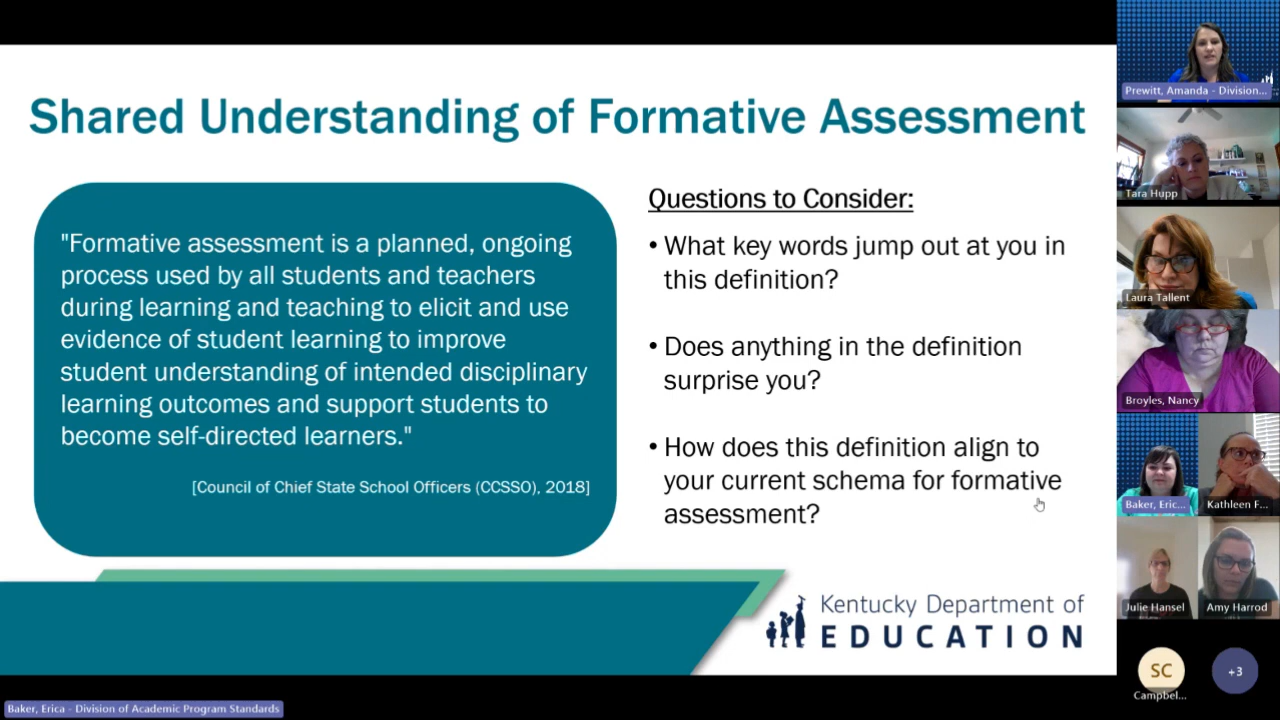 Shared Understanding of Formative Assessment
"Formative assessment is a planned, ongoing
process used by all students and teachers
during learning and teaching to elicit and use
evidence of student learning to improve
student understanding of intended disciplinary
learning outcomes and support students to
become self-directed learners."
[Council of Chief State School Officers (CCSSO), 2018]
Questions to Consider:
• What key words jump out at you in
this definition?
• Does anything in the definition
surprise you?
• How does this definition align to
your current schema for formative
assessment?
Kentucky Department of
EDUCATION
Prewitt, Amanda - Division...
Tara Hupp
Laura Tallent
Broyles, Nancy
Baker, Eric...
Kathleen F...
Julie Hansel
Amy Harrod
SC
Campbel...
+3
Baker, Erica - Division of Academic Program Standards